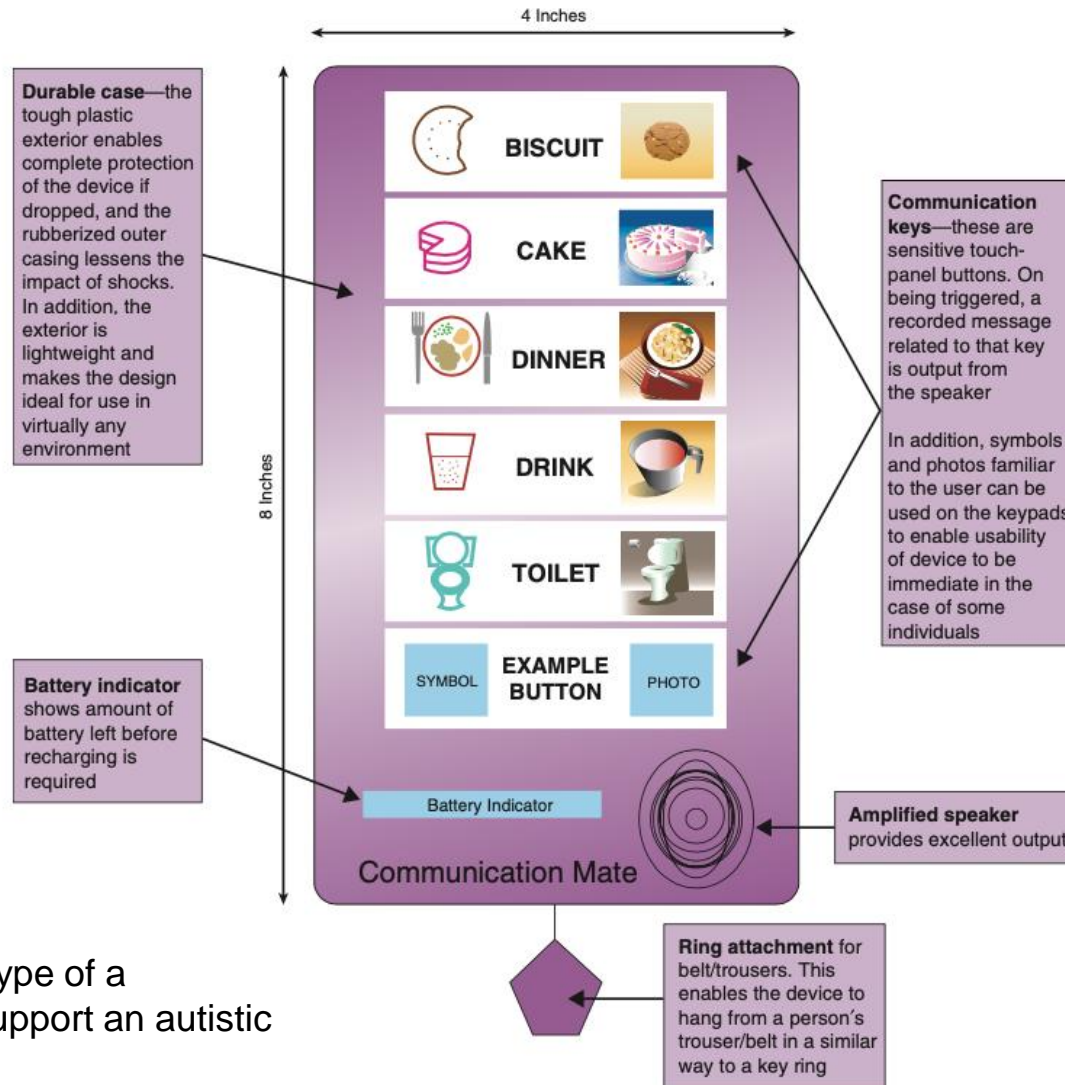 4 Inches
Durable case—the
tough plastic
exterior enables
complete protection
of the device if
dropped, and the
rubberized outer
casing lessens the
impact of shocks.
In addition, the
exterior is
lightweight and
makes the design
ideal for use in
virtually any
environment
8 Inches
BISCUIT
CAKE
DINNER
DRINK
TOILET
SYMBOL
EXAMPLE
BUTTON
PHOTO
Communication
keys—these are
sensitive touch-
panel buttons. On
being triggered, a
recorded message
related to that key
is output from
the speaker
In addition, symbols
and photos familiar
to the user can be
used on the keypads
to enable usability
of device to be
immediate in the
case of some
individuals
Battery indicator
shows amount of
battery left before
recharging is
required
Battery Indicator
Communication Mate
Amplified speaker
provides excellent output
Ring attachment for
belt/trousers. This
enables the device to
hang from a person's
trouser/belt in a similar
way to a key ring
ype of a
upport an autistic